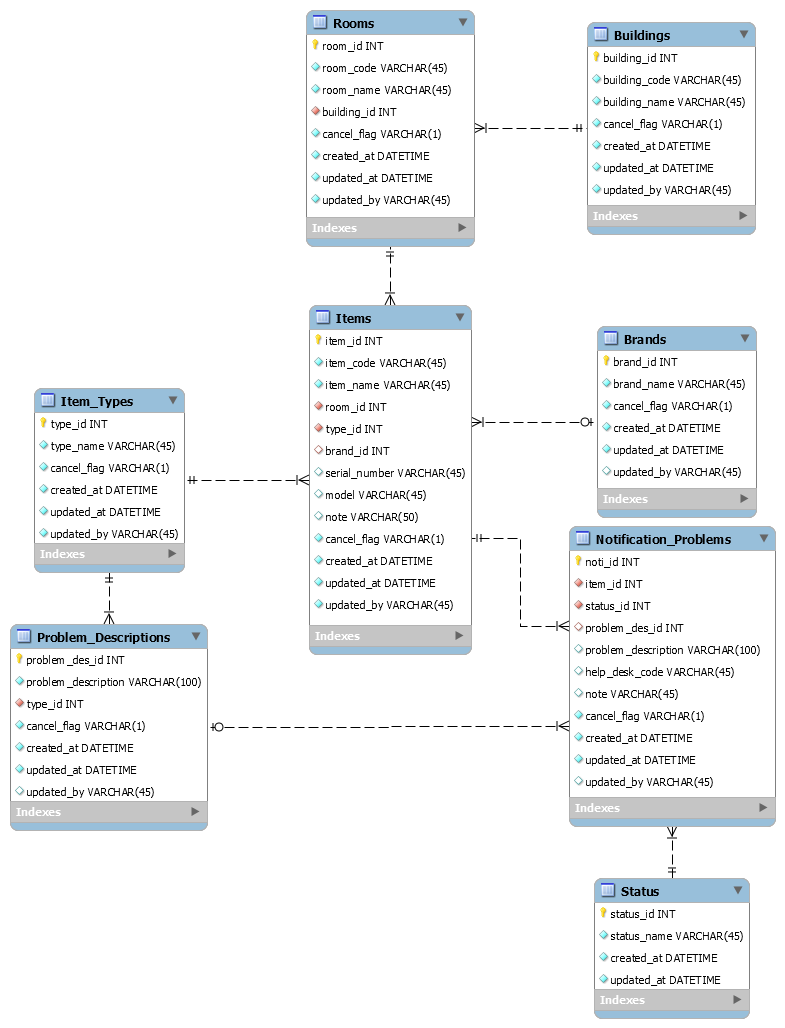 Rooms
room_id INT
room_code VARCHAR(45)
room_name VARCHAR(45)
building_id INT
cancel_flag VARCHAR(1)
created_at DATETIME
updated_at DATETIME
updated_by VARCHAR(45)
Indexes
Buildings
building_id INT
building_code VARCHAR(45)
building_name VARCHAR(45)
cancel_flag VARCHAR(1)
created_at DATETIME
updated_at DATETIME
updated_by VARCHAR(45)
Indexes
Items
item_id INT
item_code VARCHAR(45)
item_name VARCHAR(45)
room_id INT
type_id INT
brand_id INT
serial_number VARCHAR(45)
model VARCHAR(45)
note VARCHAR(50)
cancel_flag VARCHAR(1)
created_at DATETIME
updated_at DATETIME
updated_by VARCHAR(45)
Indexes
Brands
brand_id INT
brand_name VARCHAR(45)
cancel_flag VARCHAR(1)
created_at DATETIME
updated_at DATETIME
updated_by VARCHAR(45)
Indexes
Item_Types
type_id INT
type_name VARCHAR(45)
cancel_flag VARCHAR(1)
created_at DATETIME
updated_at DATETIME
updated_by VARCHAR(45)
Indexes
Notification_Problems
noti_id INT
item_id INT
status_id INT
problem_des_id INT
problem_description VARCHAR(100)
help_desk_code VARCHAR(45)
note VARCHAR(45)
cancel_flag VARCHAR(1)
created_at DATETIME
updated_at DATETIME
updated_by VARCHAR(45)
Indexes
Problem_Descriptions
problem_des_id INT
problem_description VARCHAR(100)
type_id INT
cancel_flag VARCHAR(1)
created_at DATETIME
updated_at DATETIME
updated_by VARCHAR(45)
Indexes
Status
status_id INT
status_name VARCHAR(45)
created_at DATETIME
updated_at DATETIME
Indexes